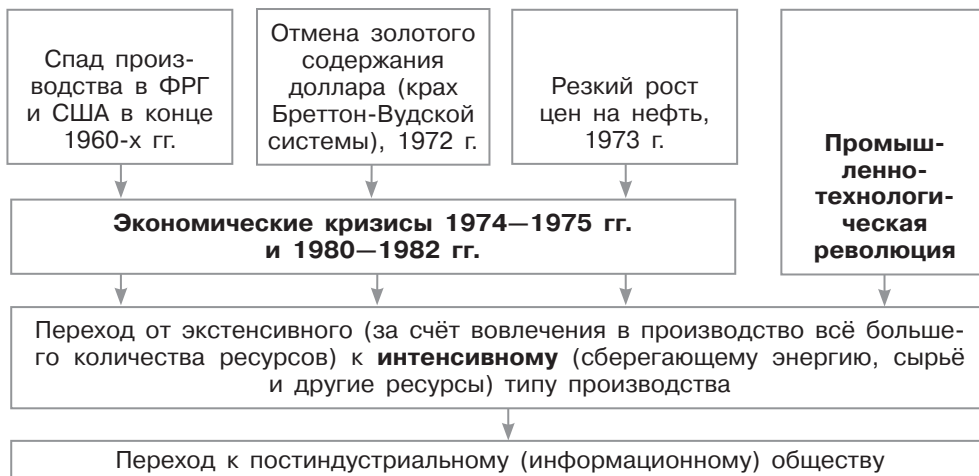 Спад произ-
водства в ФРГ
и США в конце
1960-х гг.
Отмена золотого
содержания
доллара (крах
Бреттон-Вудской
системы), 1972 г.
Резкий рост
цен на нефть,
1973 г.
Промыш-
ленно-
технологи-
ческая
революция
Экономические кризисы 1974—1975 гг.
и 1980—1982 гг.
Переход от экстенсивного (за счёт вовлечения в производство всё больше-
го количества ресурсов) к интенсивному (сберегающему энергию, сырьё
и другие ресурсы) типу производства
Переход к постиндустриальному (информационному) обществу